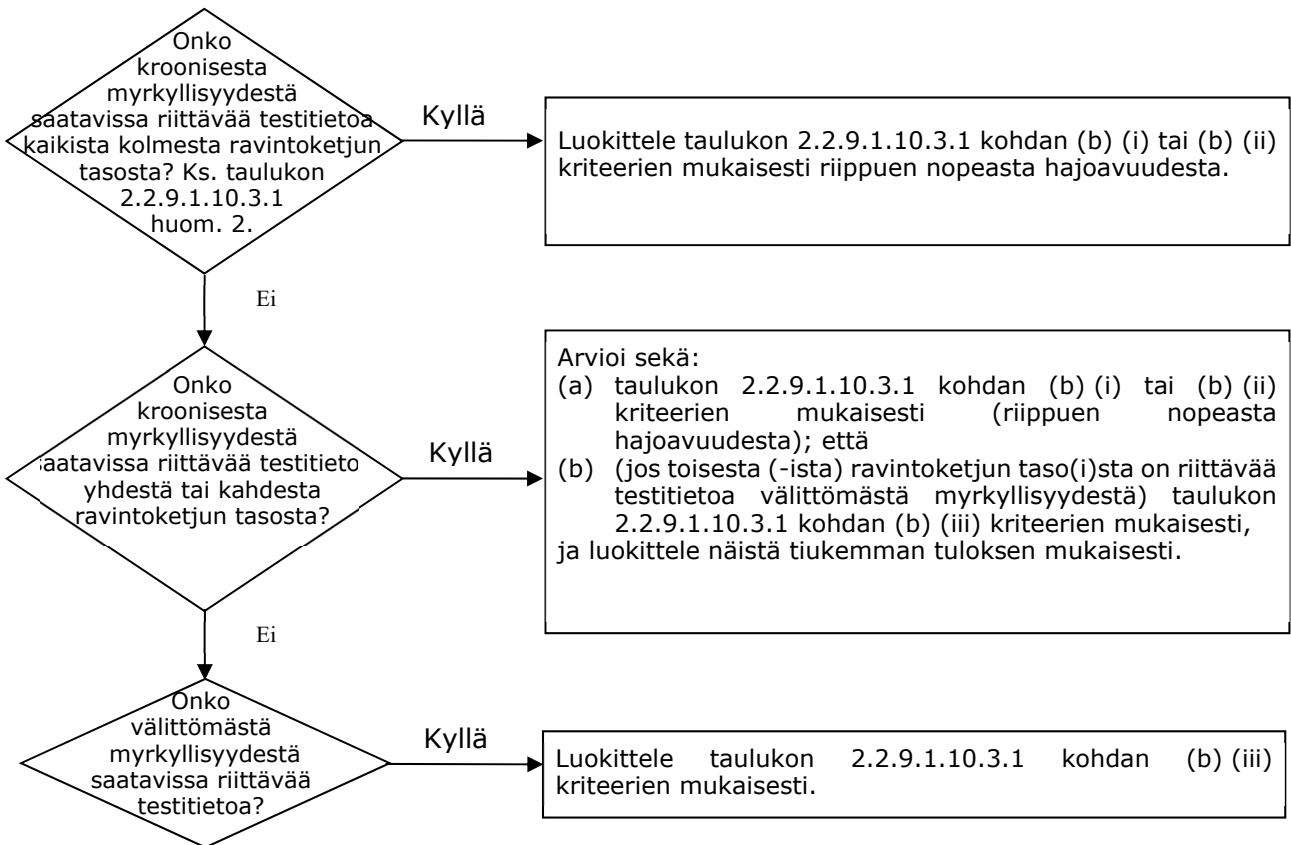 Onko
kroonisesta
myrkyllisyydestä
saatavissa riittävää testitietoa
kaikista kolmesta ravintoketjun
tasosta? Ks. taulukon
2.2.9.1.10.3.1
huom. 2.
Kyllä
Luokittele taulukon 2.2.9.1.10.3.1 kohdan (b) (i) tai (b) (ii)
kriteerien mukaisesti riippuen nopeasta hajoavuudesta.
Ei
Onko
kroonisesta
myrkyllisyydestä
saatavissa riittävää testitieto
yhdestä tai kahdesta
ravintoketjun tasosta?
Kyllä
Arvioi sekä:
(a) taulukon 2.2.9.1.10.3.1 kohdan (b) (i) tai (b) (ii)
kriteerien mukaisesti (riippuen nopeasta
hajoavuudesta); että
(b) (jos toisesta (-ista) ravintoketjun taso(i)sta on riittävää
testitietoa välittömästä myrkyllisyydestä) taulukon
2.2.9.1.10.3.1 kohdan (b) (iii) kriteerien mukaisesti,
ja luokittele näistä tiukemman tuloksen mukaisesti.
Ei
Onko
välittömästä
myrkyllisyydestä
saatavissa riittävää
testitietoa?
Kyllä
Luokittele taulukon 2.2.9.1.10.3.1 kohdan (b) (iii)
kriteerien mukaisesti.